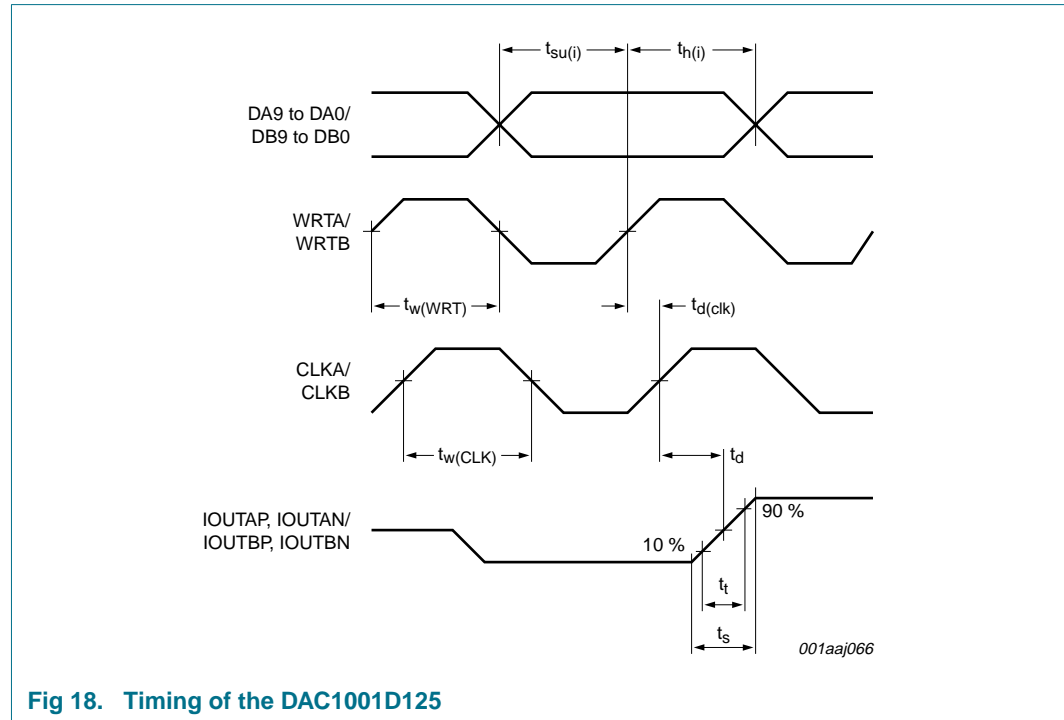 tsu(i) th(i)
DA9 to DA0/
DB9 to DB0
WRTA/
WRTB
tw(WRT) td(clk)
CLKA/
CLKB
tw(CLK) td
IOUTAP, IOUTAN/
IOUTBP, IOUTBN
90 %
10 %
tt
ts
001aaj066
Fig 18. Timing of the DAC1001D125